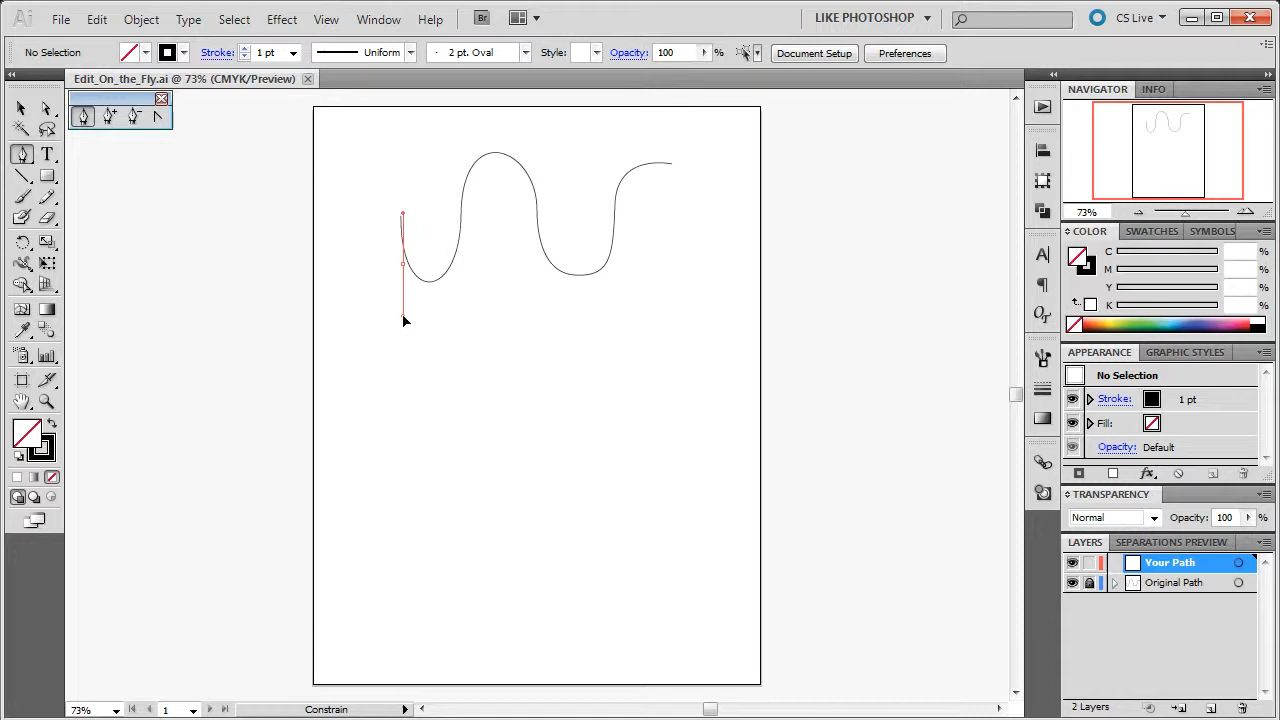 Ai File Edit Object Type Select Effect View Window Help Br LIKE PHOTOSHOP CS Live
No Selection Stroke: 1 pt Uniform 2 pt. Oval Style: Opacity: 100 % Document Setup Preferences
Edit_On_the_Fly.ai @ 73% (CMYK/Preview)
NAVIGATOR INFO
73%
COLOR SWATCHES SYMBOLS
C %
M %
Y %
K %
APPEARANCE GRAPHIC STYLES
No Selection
Stroke: 1 pt
Fill:
Opacity: Default
fx
TRANSPARENCY
Normal Opacity: 100 %
LAYERS SEPARATIONS PREVIEW
Your Path
Original Path
2 Layers
73% 1 Constrain